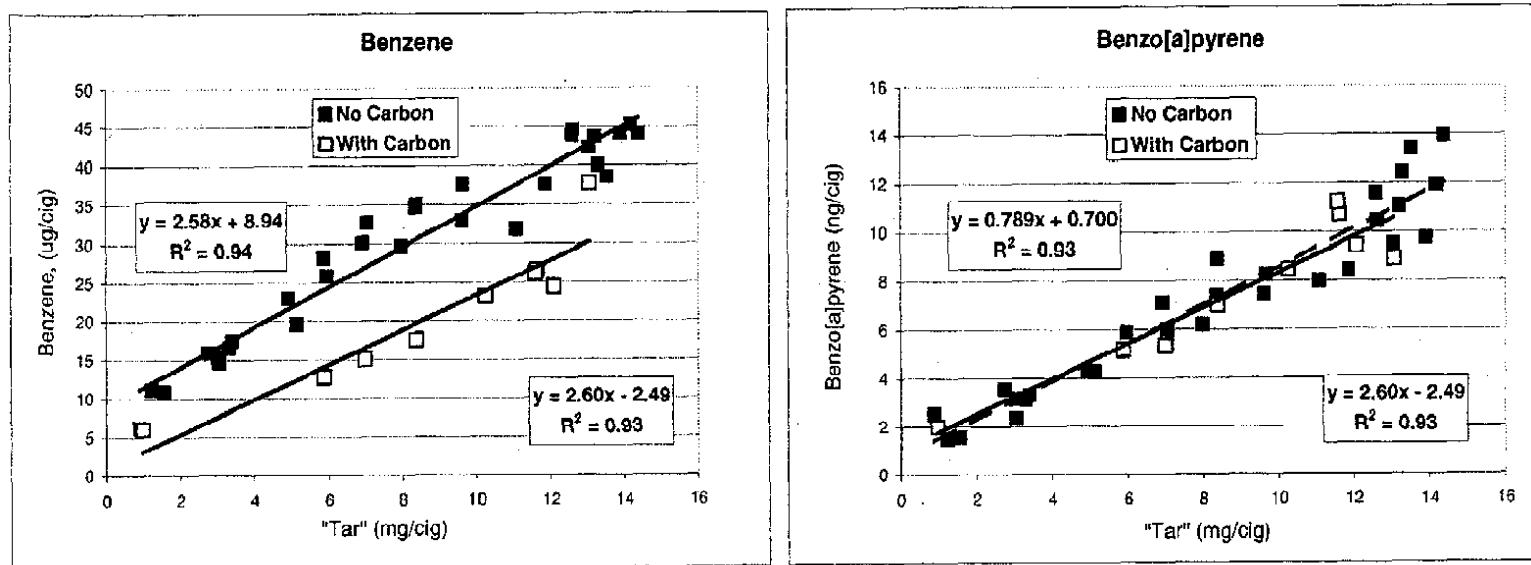 Benzene
50
45
40
35
30
25
20
15
10
5
0
Benzene, (ug/cig)
No Carbon
With Carbon
y = 2.58x + 8.94
R² = 0.94
y = 2.60x - 2.49
R² = 0.93
0 2 4 6 8 10 12 14 16
"Tar" (mg/cig)
Benzo[a]pyrene
16
14
12
10
8
6
4
2
0
Benzo[a]pyrene (ng/cig)
No Carbon
With Carbon
y = 0.789x + 0.700
R² = 0.93
y = 2.60x - 2.49
R² = 0.93
0 2 4 6 8 10 12 14 16
"Tar" (mg/cig)